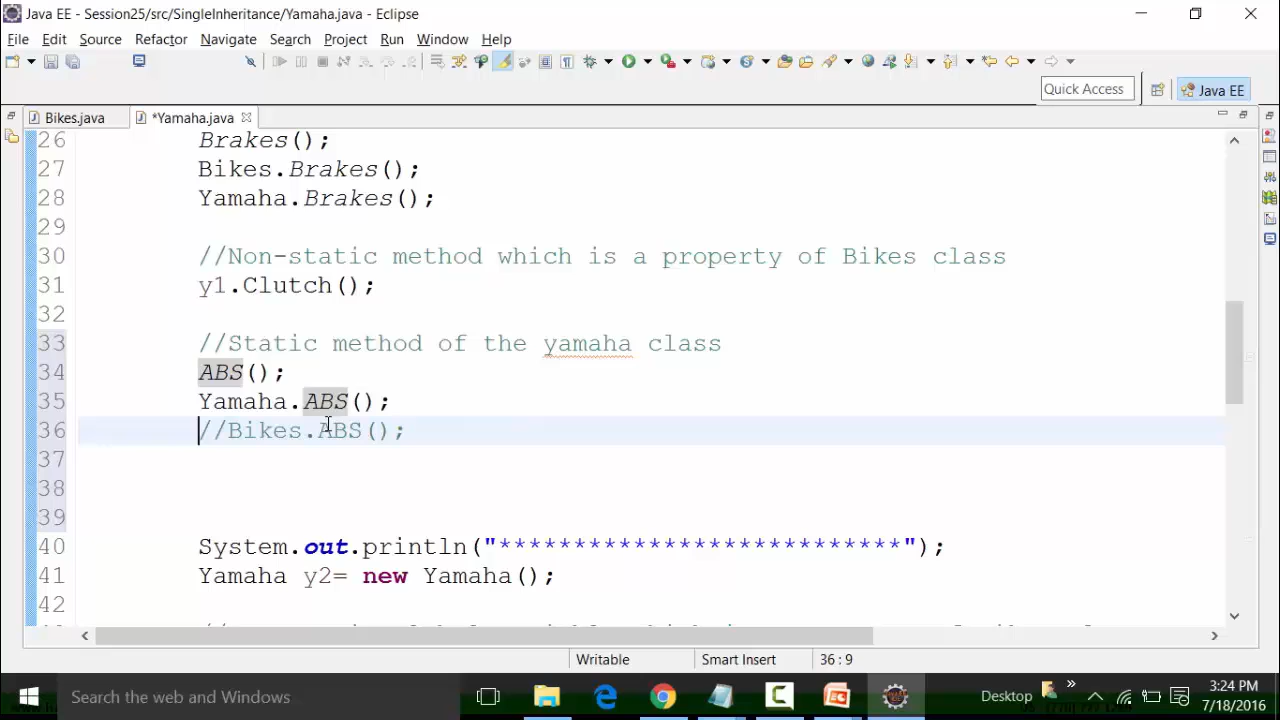 Java EE - Session25/src/SingleInheritance/Yamaha.java - Eclipse
File Edit Source Refactor Navigate Search Project Run Window Help
Quick Access
Java EE
Bikes.java
*Yamaha.java
26 Brakes();
27 Bikes.Brakes();
28 Yamaha.Brakes();
29
30 //Non-static method which is a property of Bikes class
31 y1.Clutch();
32
33 //Static method of the yamaha class
34 ABS();
35 Yamaha.ABS();
36 //Bikes.ABS();
37
38
39
40 System.out.println("***************************");
41 Yamaha y2= new Yamaha();
42
Writable Smart Insert 36 : 9
Search the web and Windows
Desktop
3:24 PM
7/18/2016